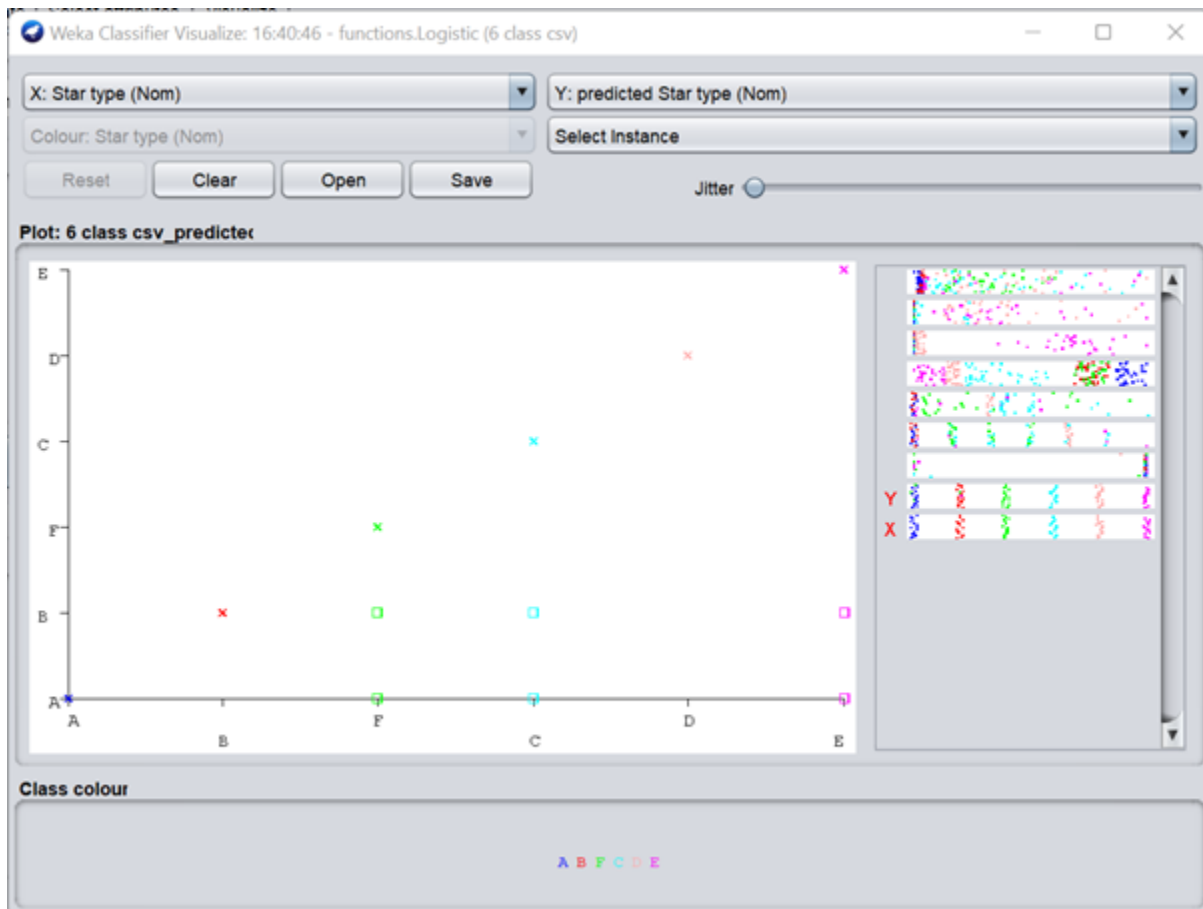 Weka Classifier Visualize: 16:40:46 - functions.Logistic (6 class csv)
X: Star type (Nom)
Y: predicted Star type (Nom)
Colour: Star type (Nom)
Select Instance
Reset
Clear
Open
Save
Jitter
Plot: 6 class csv_predicted
E
D
C
F
B
A
A
B
F
C
D
E
Y
X
Class colour
A B F C D E